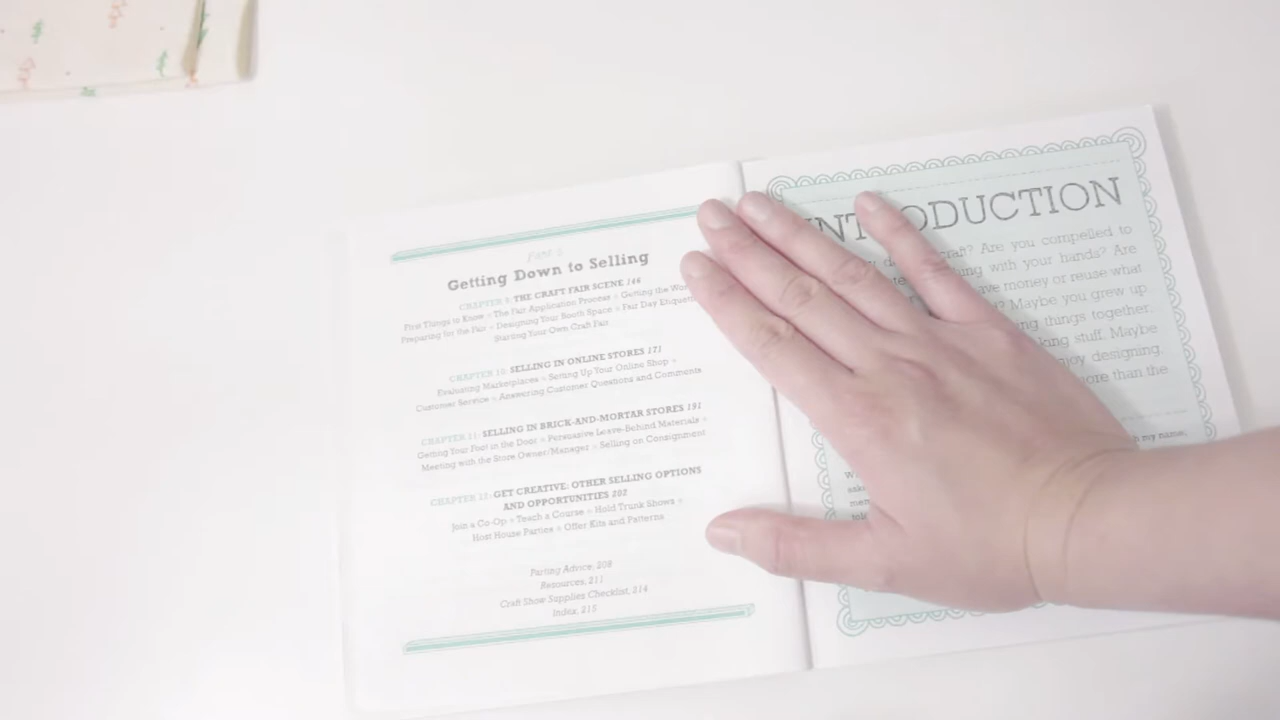 Getting Down to Selling
CHAPTER 9: THE CRAFT FAIR SCENE 146
First Things to Know + The Fair Application Process + Getting the
Preparing for the Fair + Designing Your Booth Space + Fair Day
Starting Your Own Craft Fair
CHAPTER 10: SELLING IN ONLINE STORES 171
Evaluating Marketplaces + Setting Up Your Online Shop +
Customer Service + Answering Customer Questions and Comments
CHAPTER 11: SELLING IN BRICK-AND-MORTAR STORES 191
Getting Your Foot in the Door + Persuasive Leave-Behind Materials +
Meeting with the Store Owner/Manager + Selling on Consignment
CHAPTER 12: GET CREATIVE: OTHER SELLING OPTIONS
AND OPPORTUNITIES 202
Join a Co-Op + Teach a Course + Hold Trunk Shows +
Host House Parties + Offer Kits and Patterns
Parting Advice, 208
Resources, 211
Craft Show Supplies Checklist, 214
Index, 215
INTRODUCTION
craft? Are you compelled to
with your hands? Are
money or reuse what
Maybe you grew up
things together.
stuff. Maybe
designing,
more than the
my name;